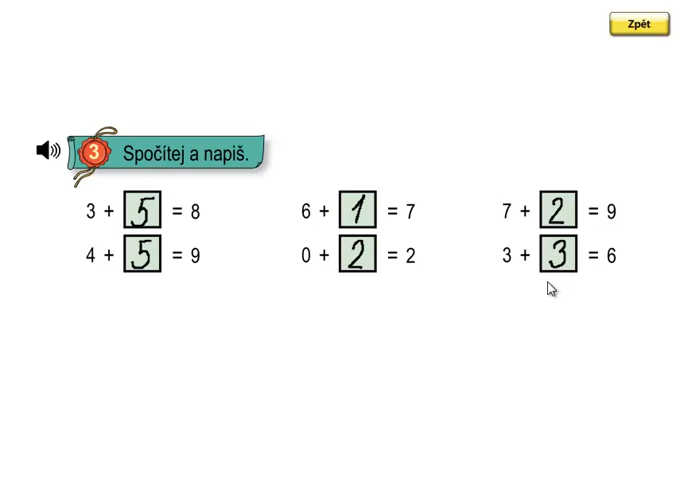 Zpět
3 Spočítej a napiš.
3 + 5 = 8 6 + 1 = 7 7 + 2 = 9
4 + 5 = 9 0 + 2 = 2 3 + 3 = 6